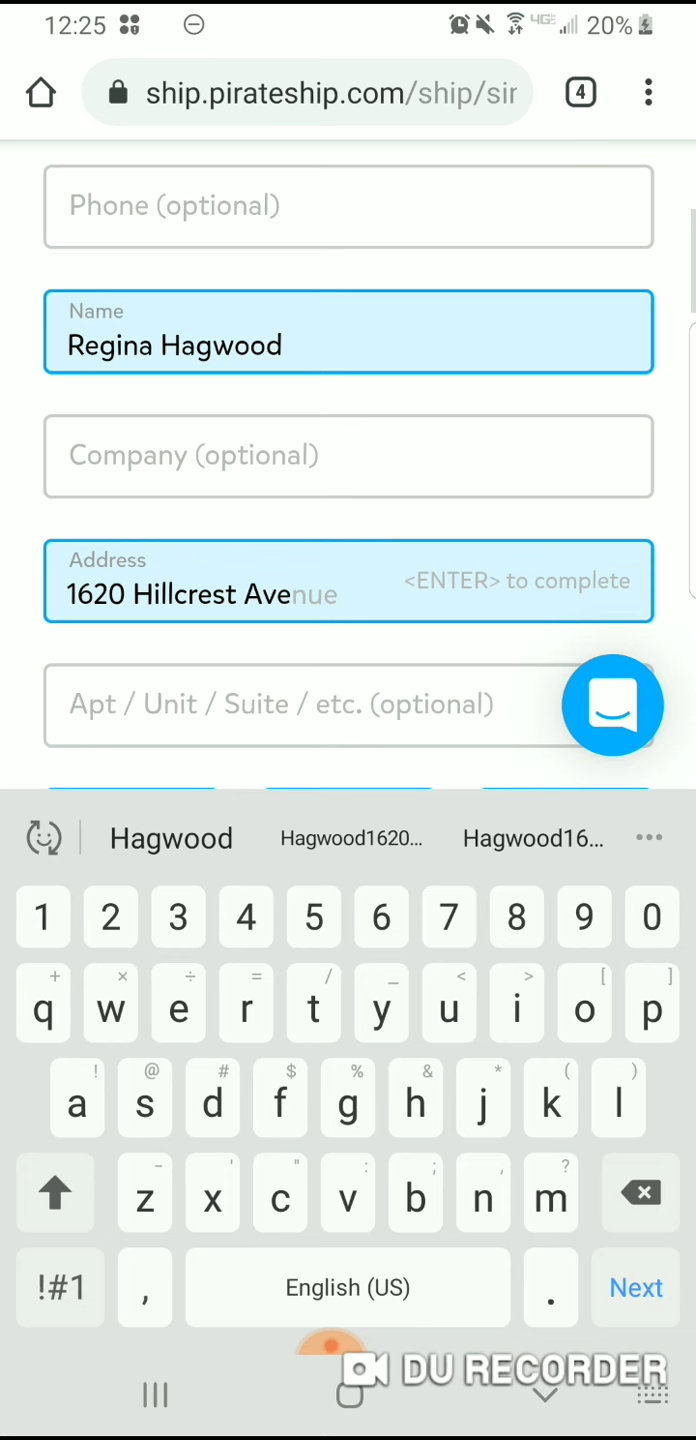 12:25 4GE 20%
ship.pirateship.com/ship/sir 4
Phone (optional)
Name
Regina Hagwood
Company (optional)
Address
1620 Hillcrest Avenue <ENTER> to complete
Apt / Unit / Suite / etc. (optional)
Hagwood Hagwood1620... Hagwood16... •••
1 2 3 4 5 6 7 8 9 0
+ × ÷ = / _ < > [ ]
q w e r t y u i o p
! @ # $ % & * ( )
a s d f g h j k l
- ' " : ; , ?
z x c v b n m
!#1 , English (US) . Next
DU RECORDER